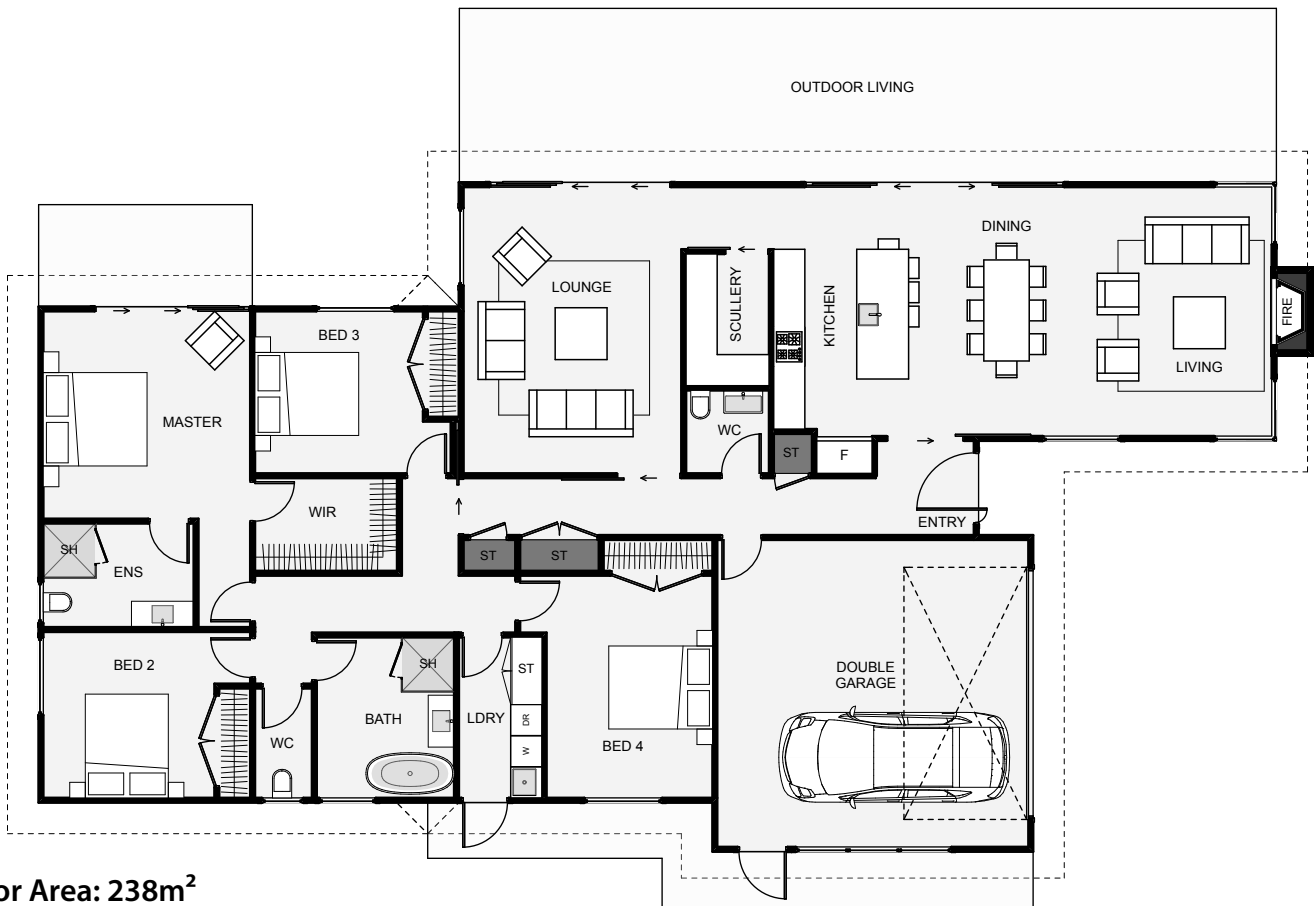 OUTDOOR LIVING
DINING
LOUNGE
SCULLERY
KITCHEN
FIRE
BED 3
LIVING
MASTER
WC
ST
F
WIR
ENTRY
SH
ENS
ST
ST
BED 2
SH
ST
DOUBLE
GARAGE
BATH
LDRY
DR
WC
W
BED 4
or Area: 238m²